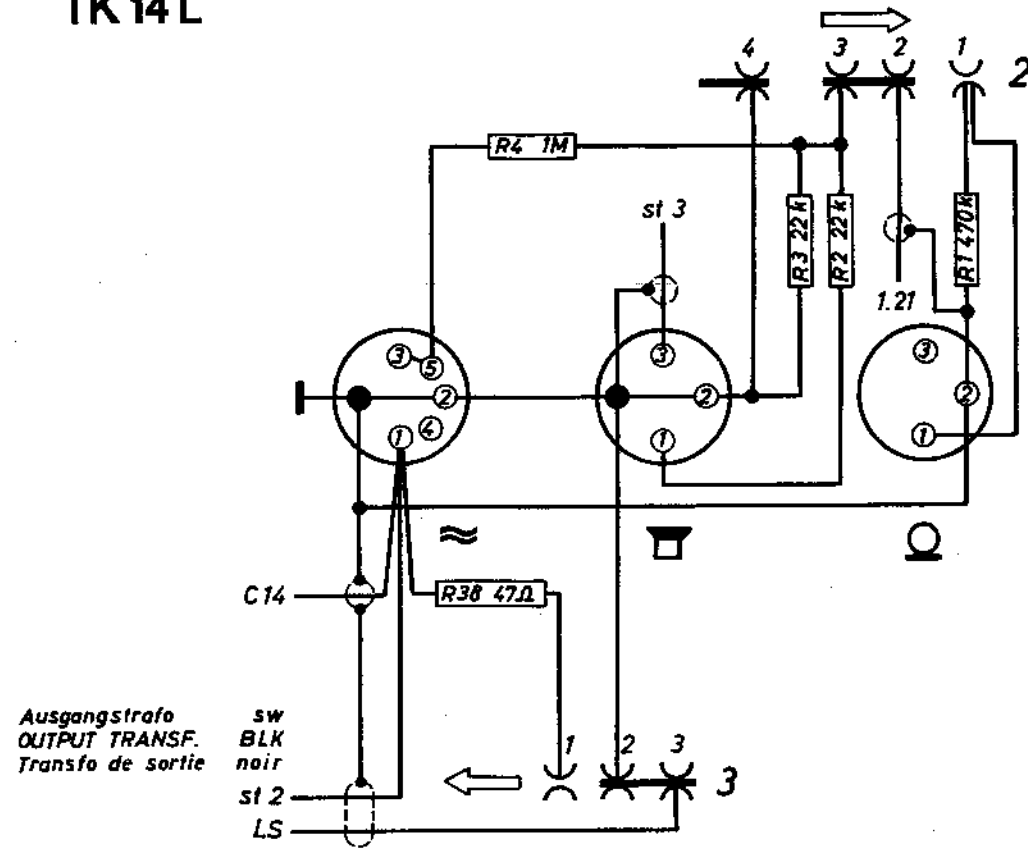 TK 14 L
4 3 2 1 2
R4 1M
st 3
R3 22k
R2 22k
R1 470k
1.21
3 5 2 4 1
3 2 1
3 2 1
C14
R38 47Ω
Ausgangstrafo sw
OUTPUT TRANSF. BLK
Transfo de sortie noir
1 2 3 3
st 2
LS